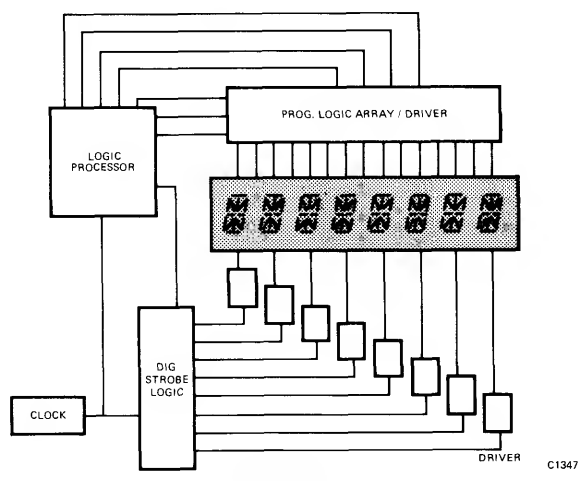 PROG. LOGIC ARRAY / DRIVER
LOGIC
PROCESSOR
DIG
STROBE
LOGIC
CLOCK
DRIVER
C1347